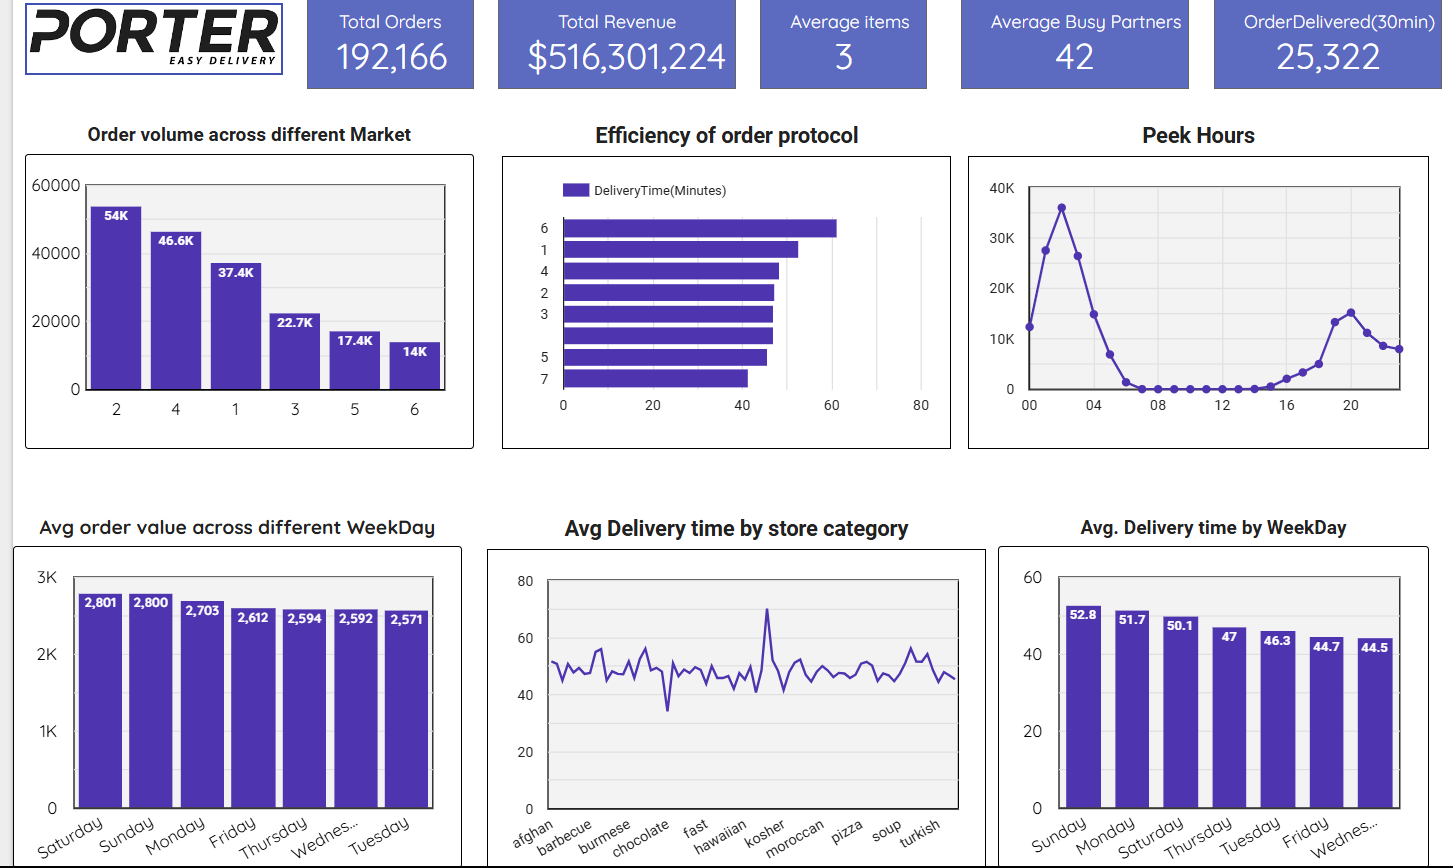 PORTER
EASY DELIVERY
Total Orders
192,166
Total Revenue
$516,301,224
Average items
3
Average Busy Partners
42
OrderDelivered(30min)
25,322
Order volume across different Market
60000
40000
20000
0
54K
46.6K
37.4K
22.7K
17.4K
14K
2 4 1 3 5 6
Efficiency of order protocol
DeliveryTime(Minutes)
6
1
4
2
3
5
7
0 20 40 60 80
Peek Hours
40K
30K
20K
10K
0
00 04 08 12 16 20
Avg order value across different WeekDay
3K
2K
1K
0
2,801 2,800 2,703 2,612 2,594 2,592 2,571
Saturday Sunday Monday Friday Thursday Wednes... Tuesday
Avg Delivery time by store category
80
60
40
20
0
afghan barbecue burnese chocolate fast hawaiian kosher moroccan pizza soup turkish
Avg. Delivery time by WeekDay
60
40
20
0
52.8 51.7 50.1 47 46.3 44.7 44.5
Sunday Monday Saturday Thursday Tuesday Friday Wednes...